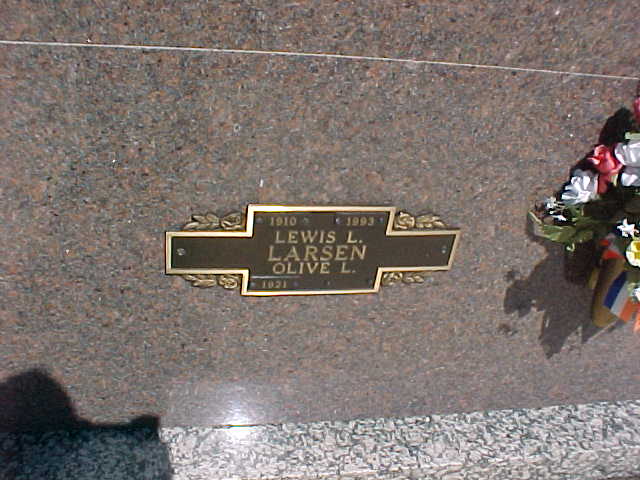 1910 1993
LEWIS L.
LARSEN
OLIVE L.
1921